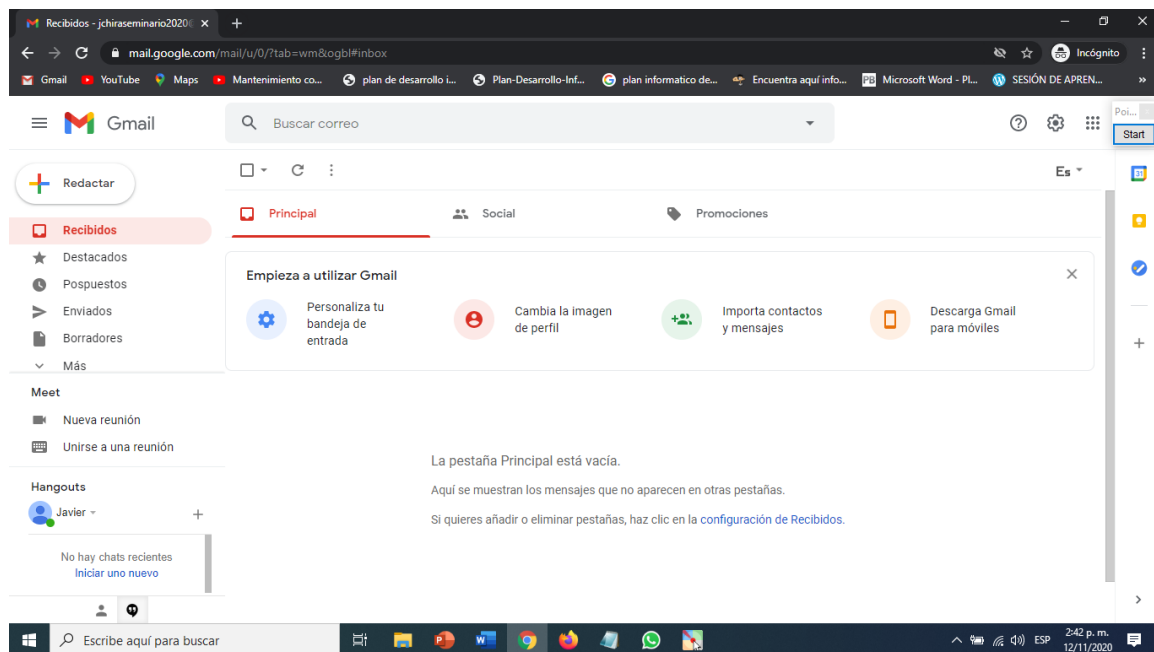 Recibidos - jchiraseminario2020@
mail.google.com/mail/u/0/?tab=wm&ogbl#inbox
Incógnito
Gmail
YouTube
Maps
Mantenimiento co...
plan de desarrollo i...
Plan-Desarrollo-Inf...
plan informatico de...
Encuentra aquí info...
Microsoft Word - Pl...
SESIÓN DE APREN...
»
Gmail
Buscar correo
Poi...
Start
Redactar
Es
31
Principal
Social
Promociones
Recibidos
Destacados
Pospuestos
Enviados
Borradores
Más
Empieza a utilizar Gmail
Personaliza tu
bandeja de
entrada
Cambia la imagen
de perfil
Importa contactos
y mensajes
Descarga Gmail
para móviles
Meet
Nueva reunión
Unirse a una reunión
Hangouts
Javier
No hay chats recientes
Iniciar uno nuevo
La pestaña Principal está vacía.
Aquí se muestran los mensajes que no aparecen en otras pestañas.
Si quieres añadir o eliminar pestañas, haz clic en la configuración de Recibidos.
Escribe aquí para buscar
ESP
2:42 p. m.
12/11/2020